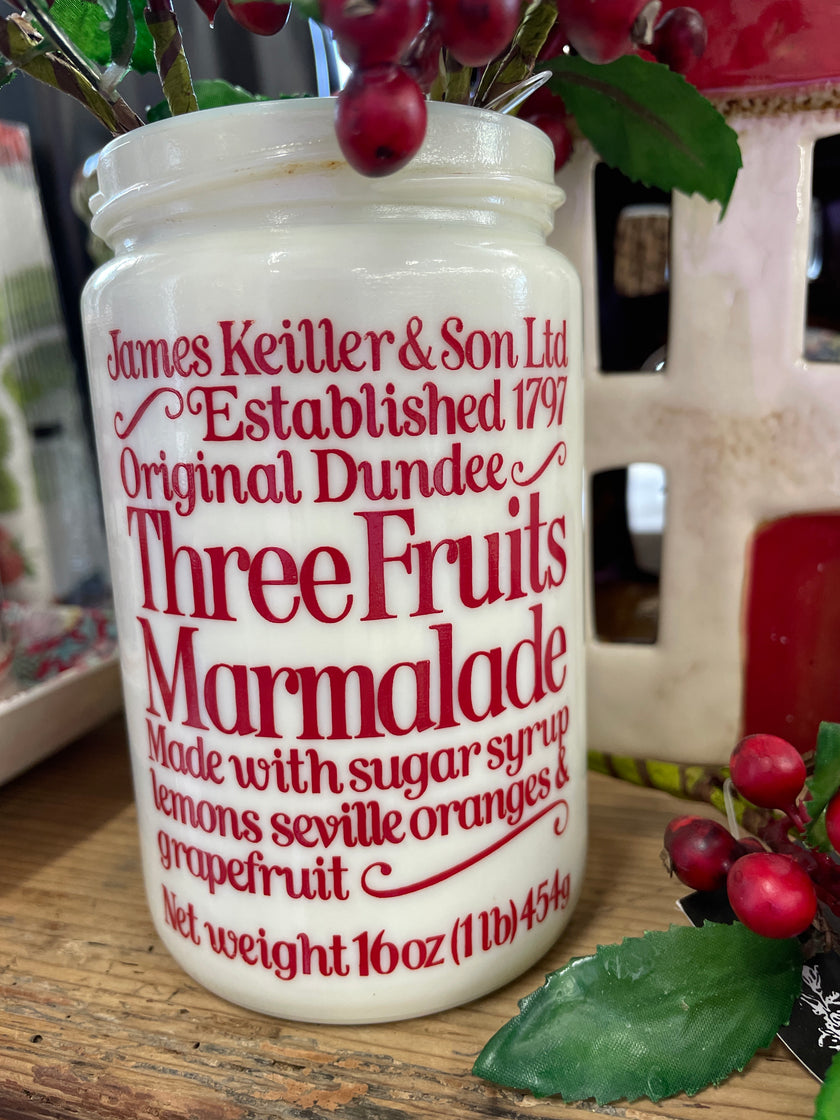 James Keiller & Son Ltd
Established 1797
Original Dundee
Three Fruits
Marmalade
Made with sugar syrup
lemons seville oranges &
grapefruit
Net weight 16oz (1lb) 454g